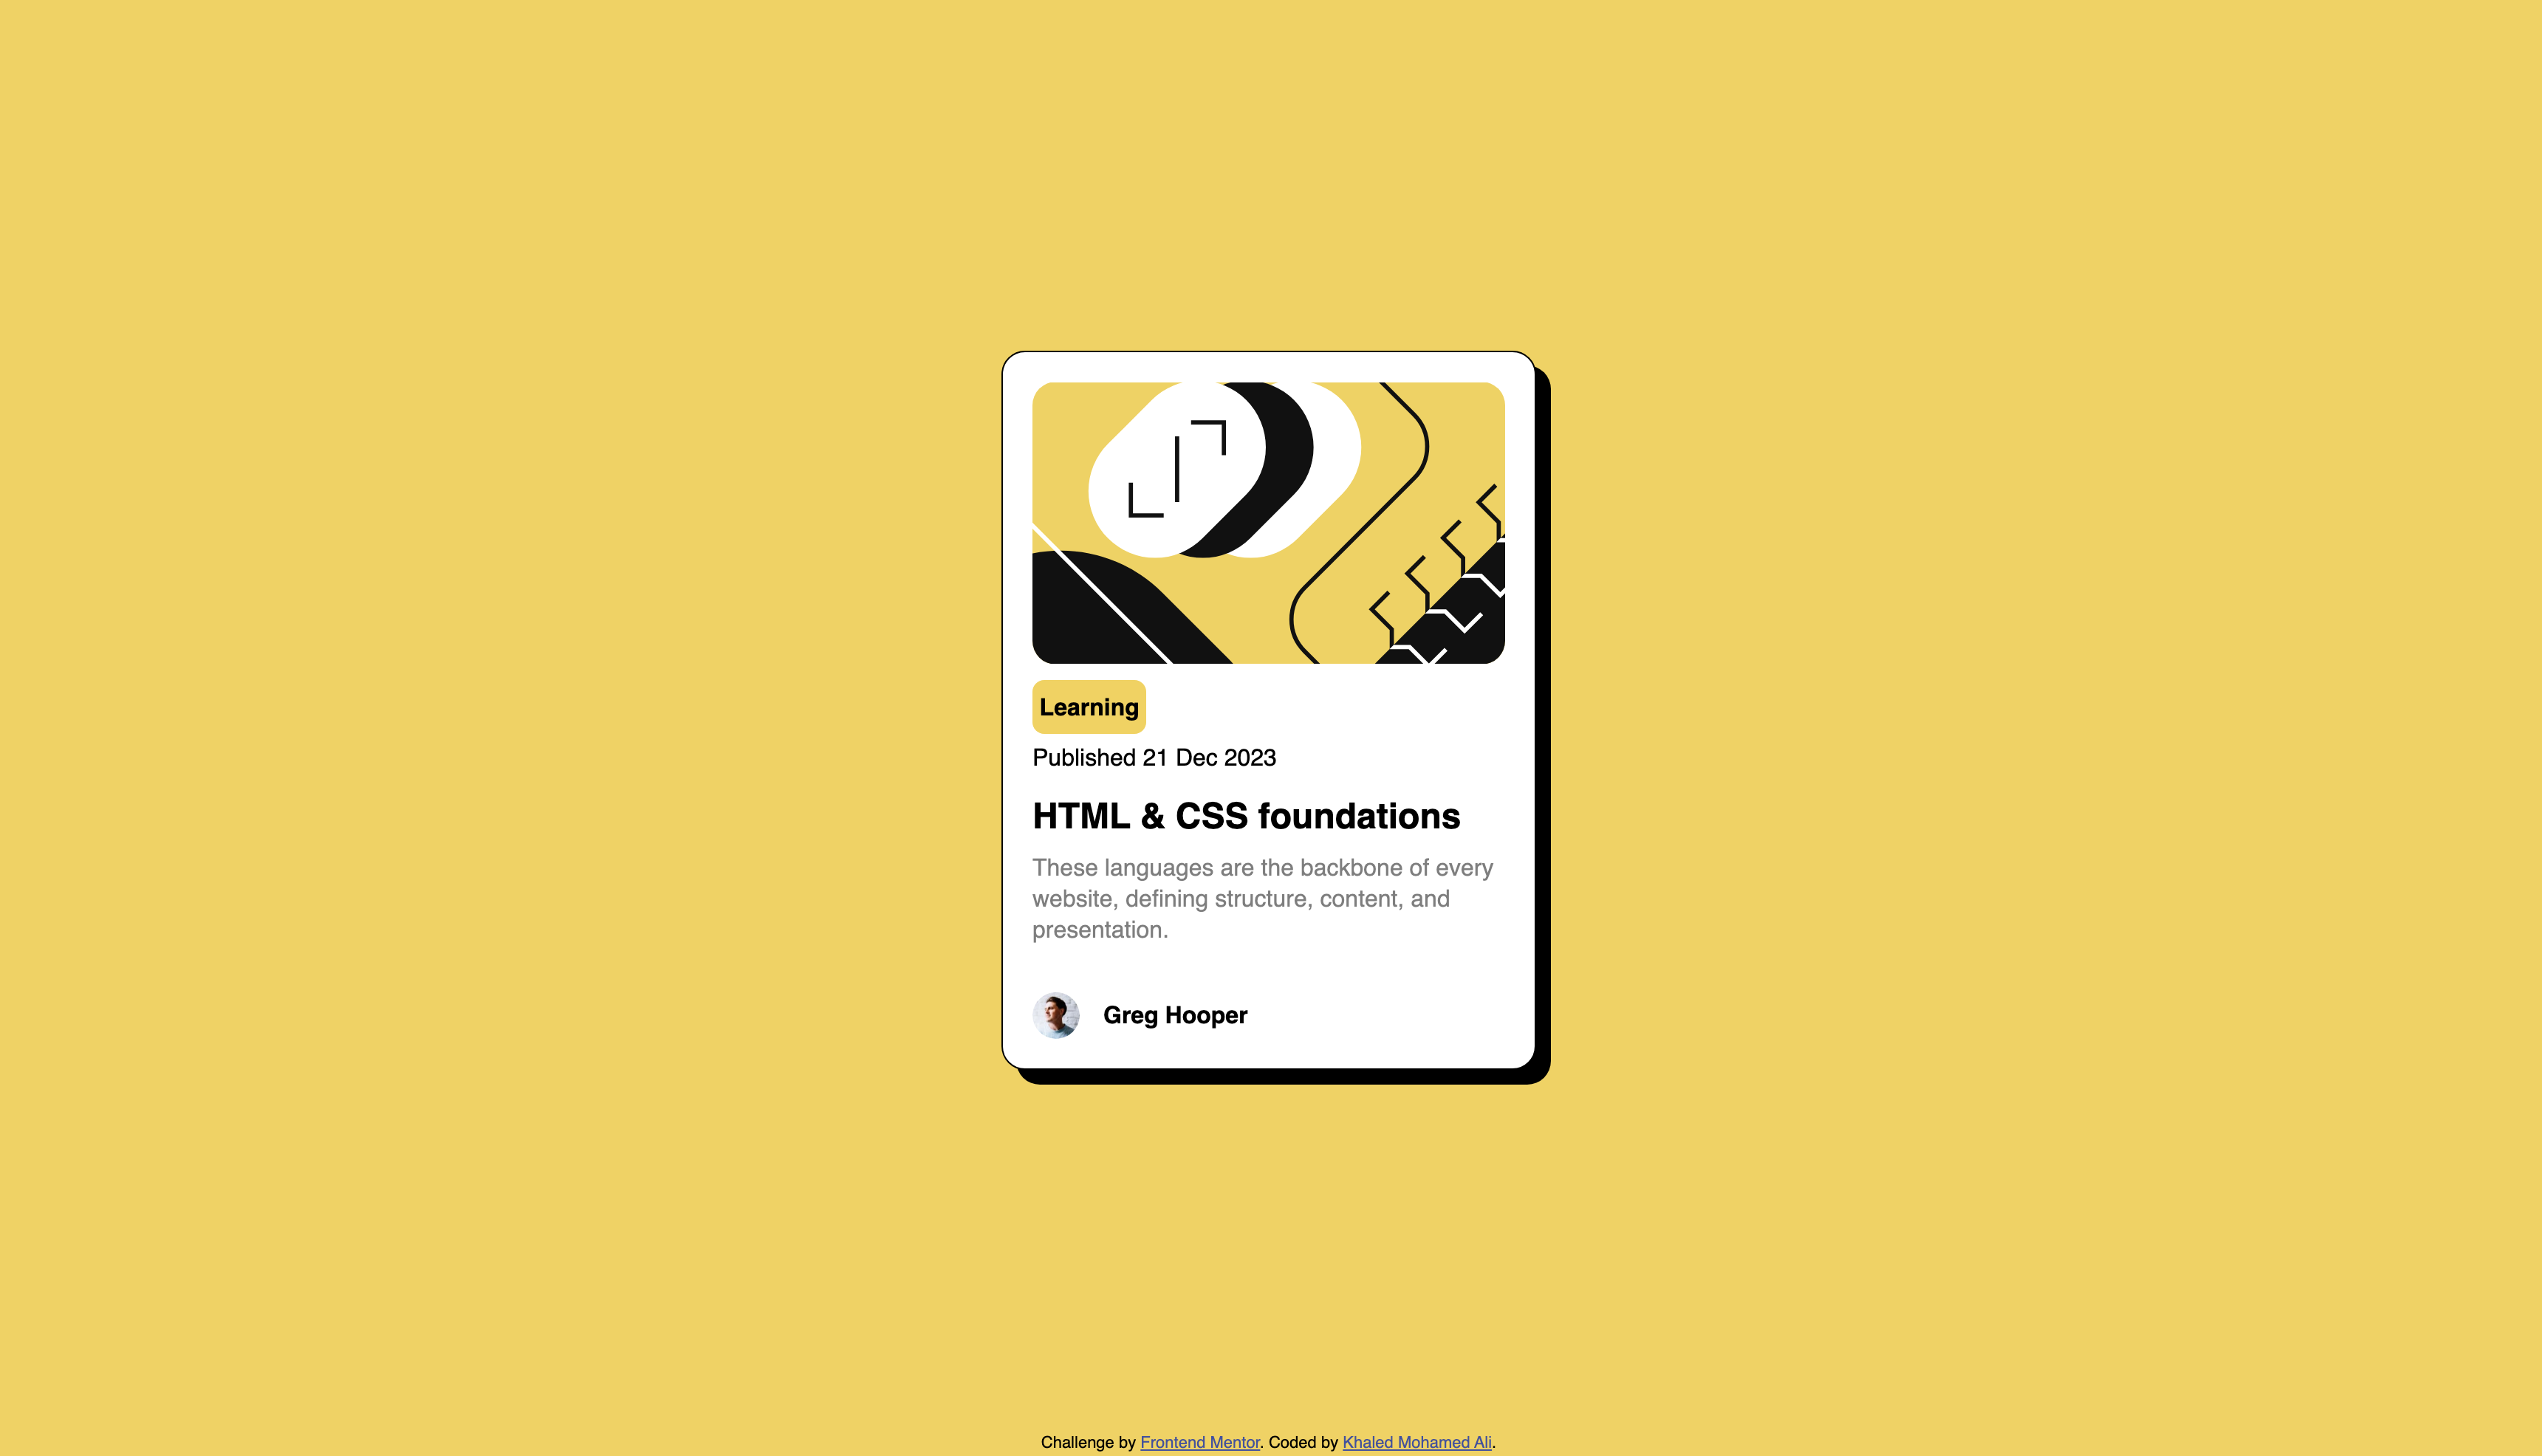 Learning
Published 21 Dec 2023
HTML & CSS foundations
These languages are the backbone of every
website, defining structure, content, and
presentation.
Greg Hooper
Challenge by Frontend Mentor. Coded by Khaled Mohamed Ali.